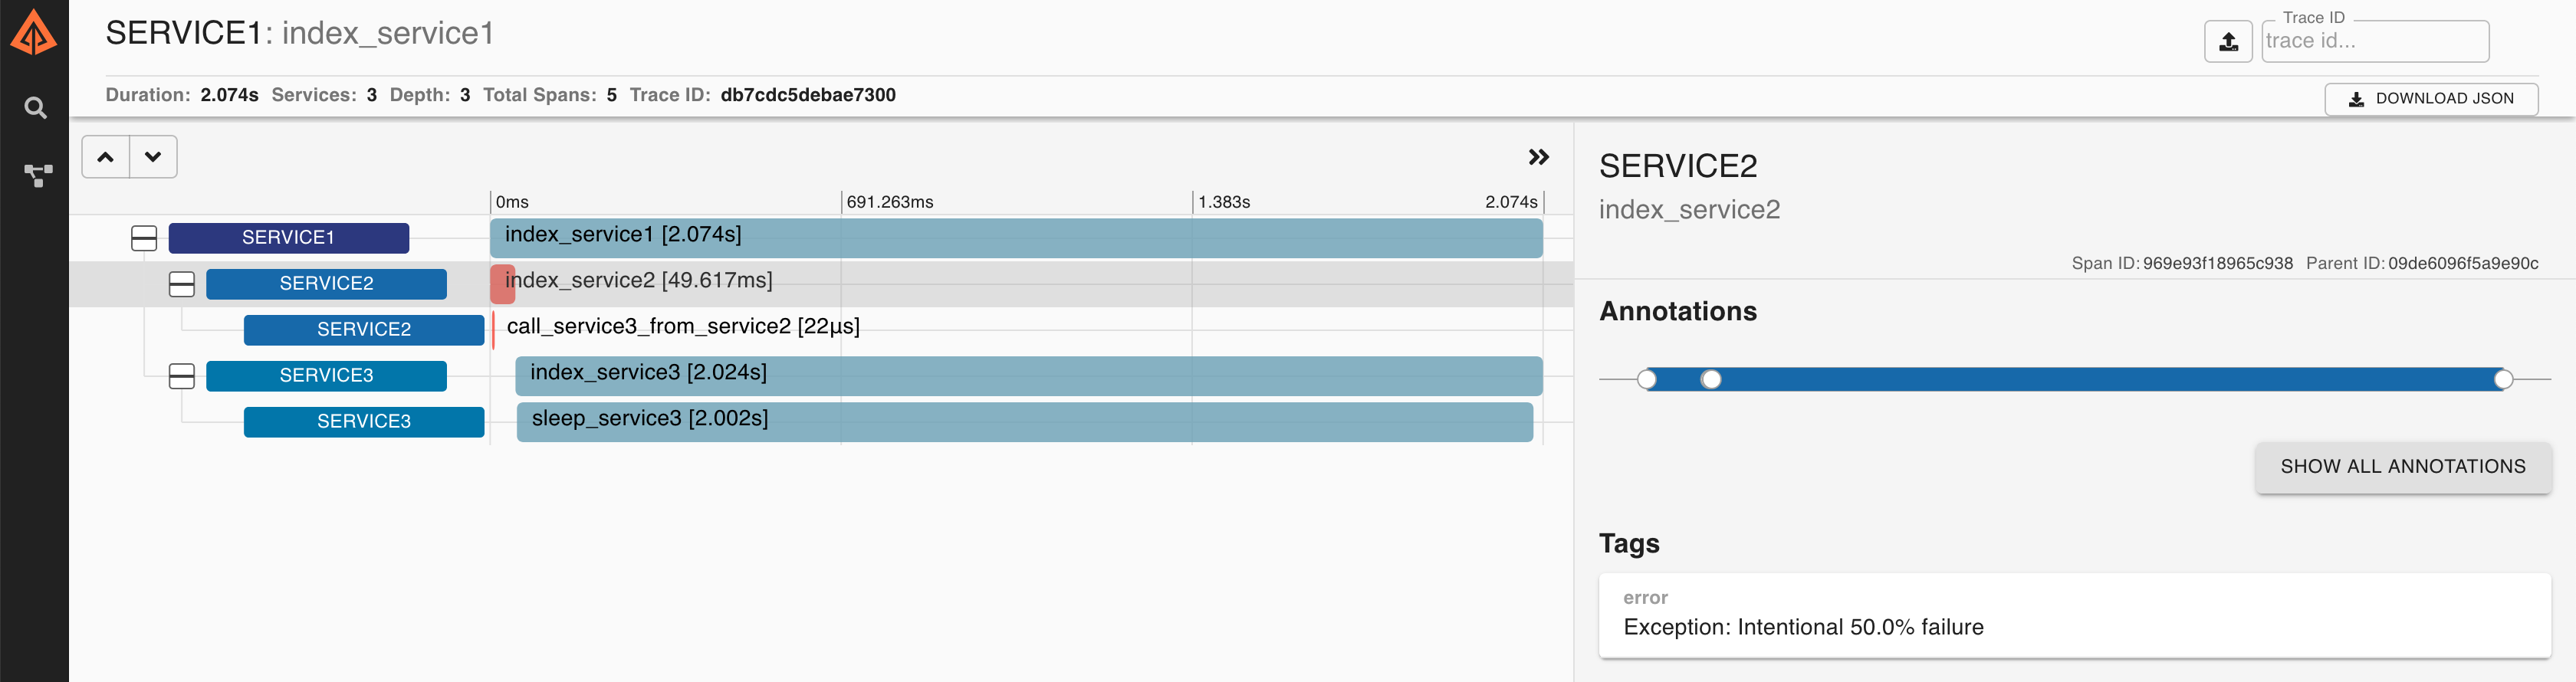 SERVICE1: index_service1
Trace ID
trace id...
Duration: 2.074s Services: 3 Depth: 3 Total Spans: 5 Trace ID: db7cdc5debae7300
DOWNLOAD JSON
0ms 691.263ms 1.383s 2.074s
SERVICE1 index_service1 [2.074s]
SERVICE2 index_service2 [49.617ms]
SERVICE2 call_service3_from_service2 [22μs]
SERVICE3 index_service3 [2.024s]
SERVICE3 sleep_service3 [2.002s]
SERVICE2
index_service2
Span ID: 969e93f18965c938 Parent ID: 09de6096f5a9e90c
Annotations
SHOW ALL ANNOTATIONS
Tags
error
Exception: Intentional 50.0% failure